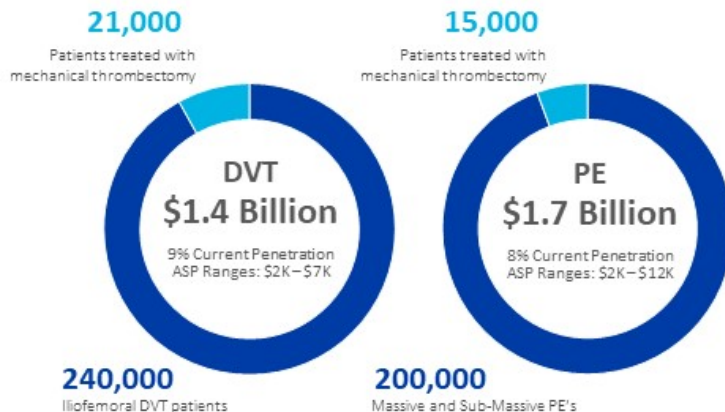 21,000
Patients treated with
mechanical thrombectomy
DVT
$1.4 Billion
9% Current Penetration
ASP Ranges: $2K–$7K
240,000
Iliofemoral DVT patients
15,000
Patients treated with
mechanical thrombectomy
PE
$1.7 Billion
8% Current Penetration
ASP Ranges: $2K–$12K
200,000
Massive and Sub-Massive PE's